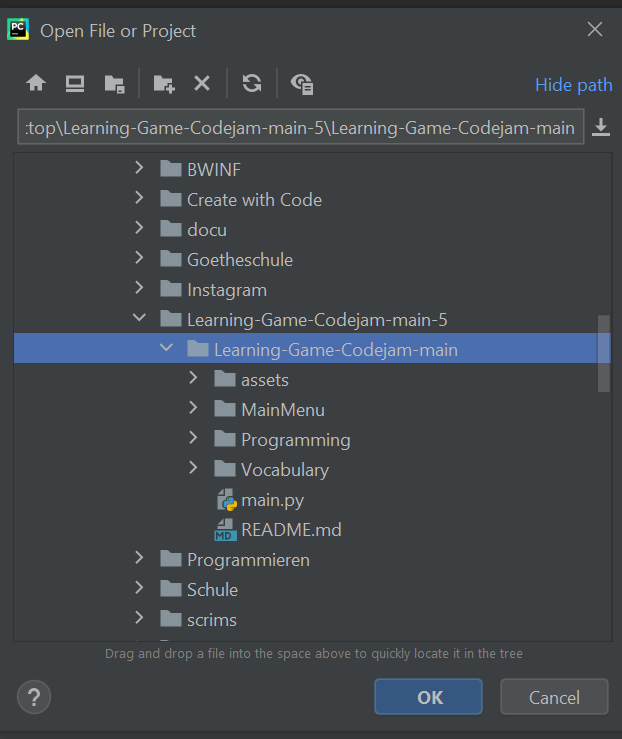 PC
Open File or Project
Hide path
:top\Learning-Game-Codejam-main-5\Learning-Game-Codejam-main
BWINF
Create with Code
docu
Goetheschule
Instagram
Learning-Game-Codejam-main-5
Learning-Game-Codejam-main
assets
MainMenu
Programming
Vocabulary
main.py
MD README.md
Programmieren
Schule
scrims
Drag and drop a file into the space above to quickly locate it in the tree
? OK Cancel